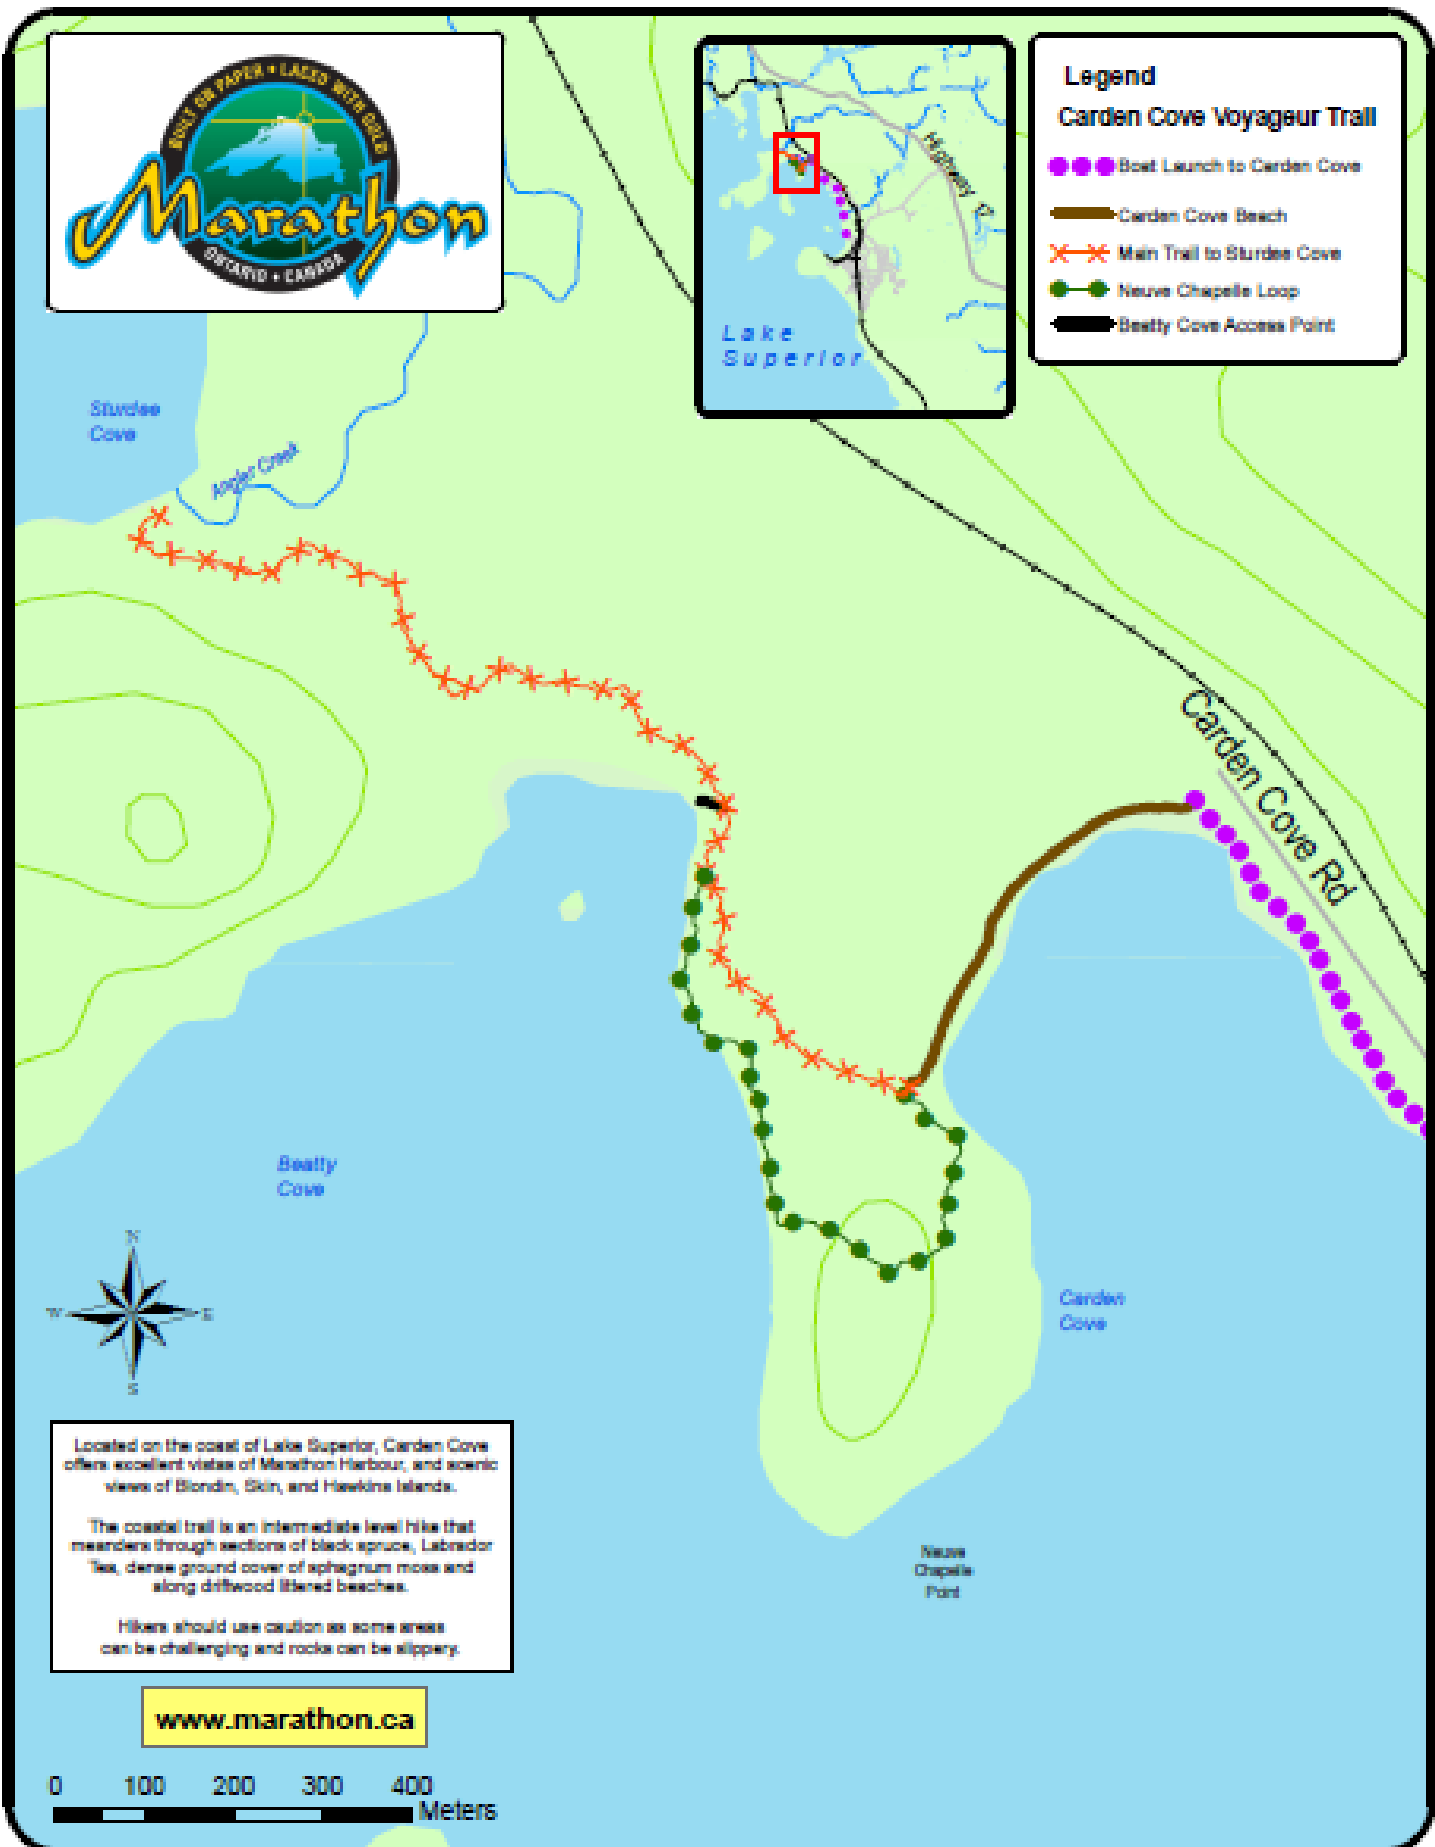 BUILT ON PAPER • LACED WITH GOLD
Marathon
ONTARIO • CANADA
Highway 17
Lake
Superior
Legend
Carden Cove Voyageur Trail
Boat Launch to Carden Cove
Carden Cove Beach
Main Trail to Sturdee Cove
Neuve Chapelle Loop
Beatty Cove Access Point
Sturdee
Cove
Angler Creek
Carden Cove Rd
Beatty
Cove
N
W
E
S
Carden
Cove
Located on the coast of Lake Superior, Carden Cove
offers excellent vistas of Marathon Harbour, and scenic
views of Blondin, Skin, and Hawkins Islands.
The coastal trail is an intermediate level hike that
meanders through sections of black spruce, Labrador
Tea, dense ground cover of sphagnum moss and
along driftwood littered beaches.
Hikers should use caution as some areas
can be challenging and rocks can be slippery.
Neuve
Chapelle
Point
www.marathon.ca
0 100 200 300 400
Meters